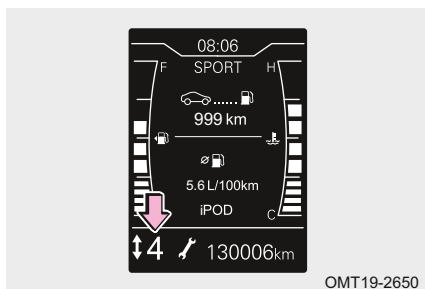 08:06
F SPORT H
999 km
ø
5.6 L/100km
iPOD
C
4 130006km
OMT19-2650